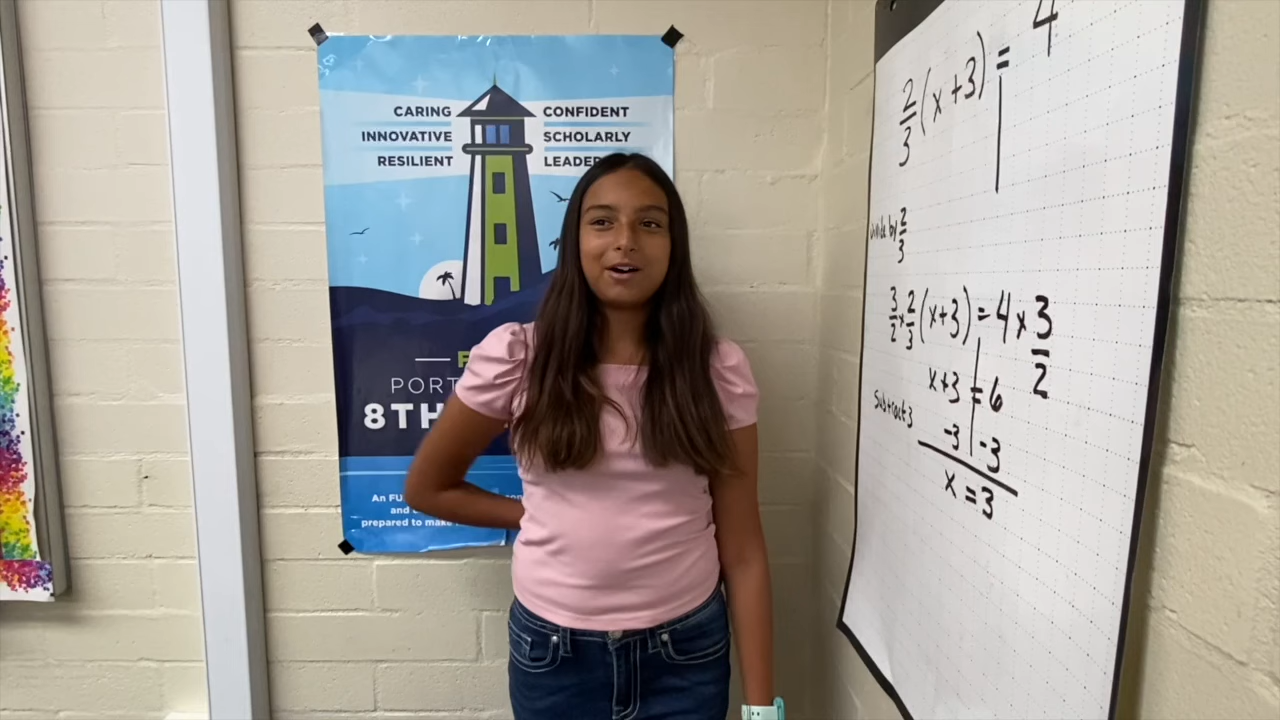 CARING
INNOVATIVE
RESILIENT
CONFIDENT
SCHOLARLY
LEADER
PORT
8TH
An FU
and
prepared to make
2/3 (x+3) = 4
divide by 2/3
3/2 × 2/3 (x+3) = 4 × 3/2
x+3 = 6
Subtract 3
-3 -3
x = 3